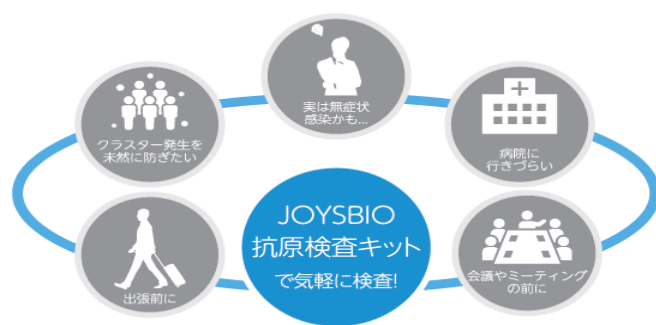 実は無症状
感染かも...
クラスター発生を
未然に防ぎたい
病院に
行きづらい
出張前に
JOYSBIO
抗原検査キット
で気軽に検査!
会議やミーティング
の前に